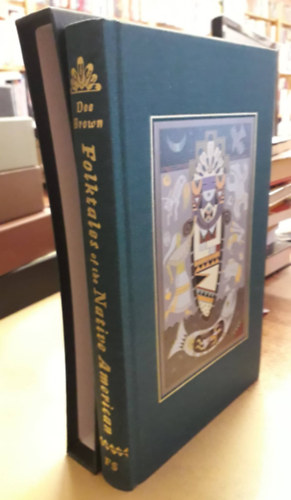 Dee
Brown
Folktales of the Native American
FS